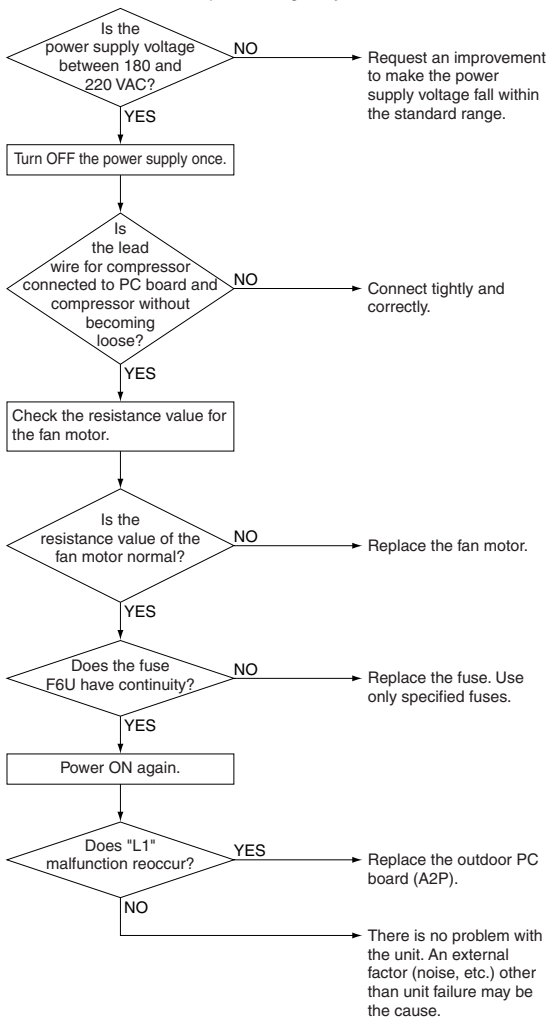 Is the
power supply voltage
between 180 and
220 VAC?
NO
Request an improvement
to make the power
supply voltage fall within
the standard range.
YES
Turn OFF the power supply once.
Is
the lead
wire for compressor
connected to PC board and
compressor without
becoming
loose?
NO
Connect tightly and
correctly.
YES
Check the resistance value for
the fan motor.
Is the
resistance value of the
fan motor normal?
NO
Replace the fan motor.
YES
Does the fuse
F6U have continuity?
NO
Replace the fuse. Use
only specified fuses.
YES
Power ON again.
Does "L1"
malfunction reoccur?
YES
Replace the outdoor PC
board (A2P).
NO
There is no problem with
the unit. An external
factor (noise, etc.) other
than unit failure may be
the cause.